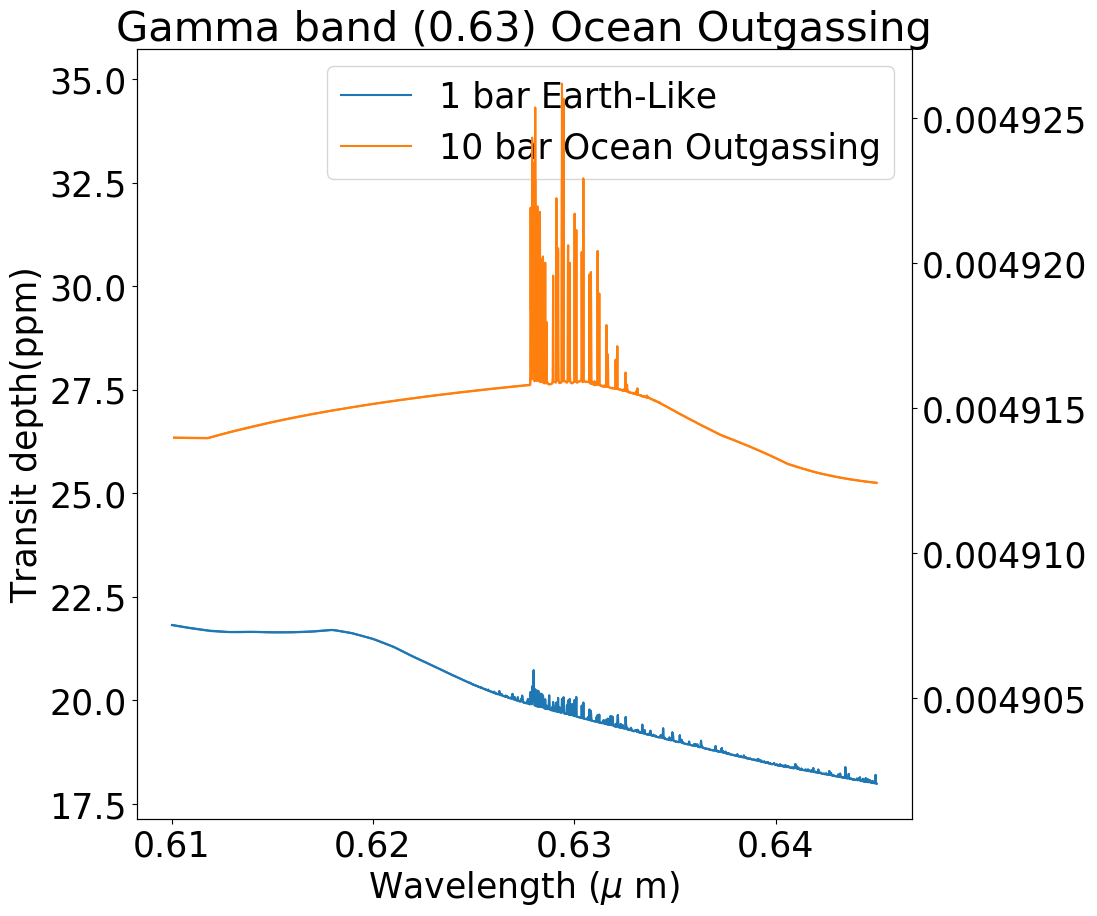 Gamma band (0.63) Ocean Outgassing
1 bar Earth-Like
10 bar Ocean Outgassing
Transit depth(ppm)
35.0
32.5
30.0
27.5
25.0
22.5
20.0
17.5
0.004925
0.004920
0.004915
0.004910
0.004905
0.61 0.62 0.63 0.64
Wavelength (μ m)